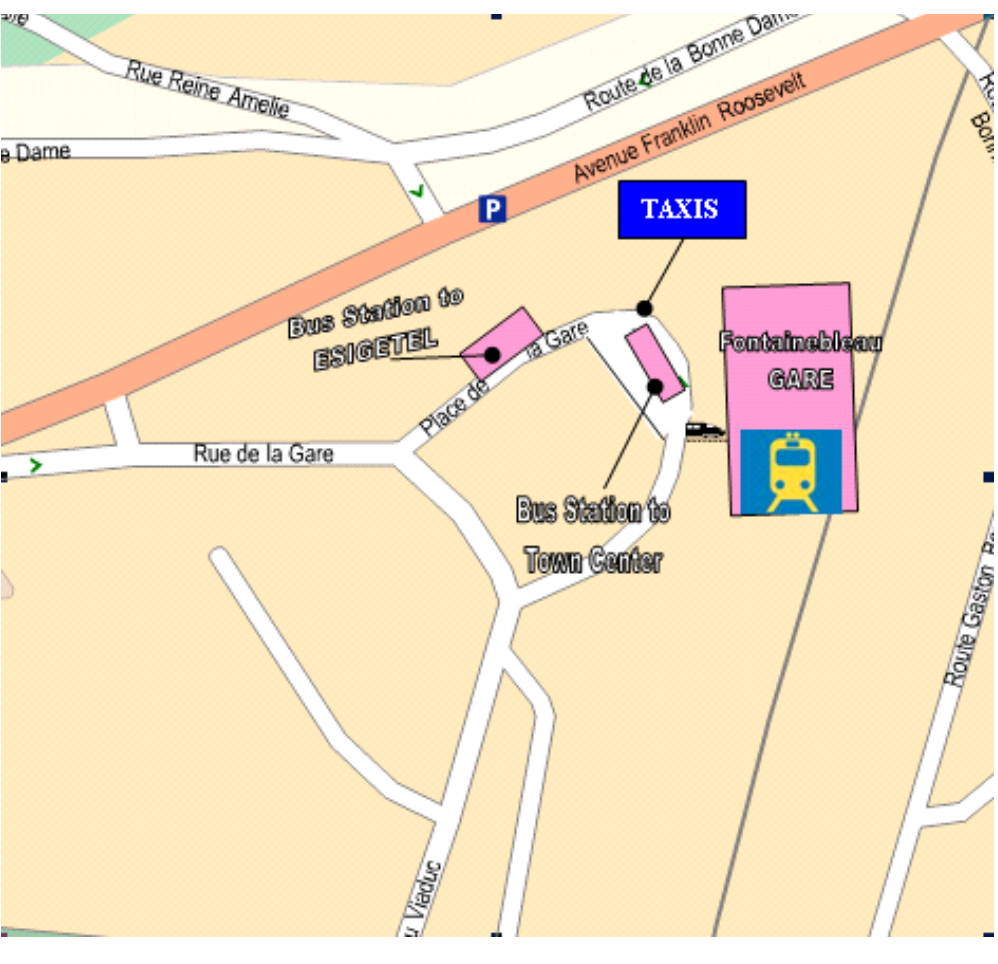 Rue Reine Amelie
Route de la Bonne Dame
e Dame
Avenue Franklin Roosevelt
P
TAXIS
Bus Station to
ESIGETEL
Place de la Gare
Fontainebleau
GARE
Rue de la Gare
Bus Station to
Town Center
Route Gaston
u Viaduc